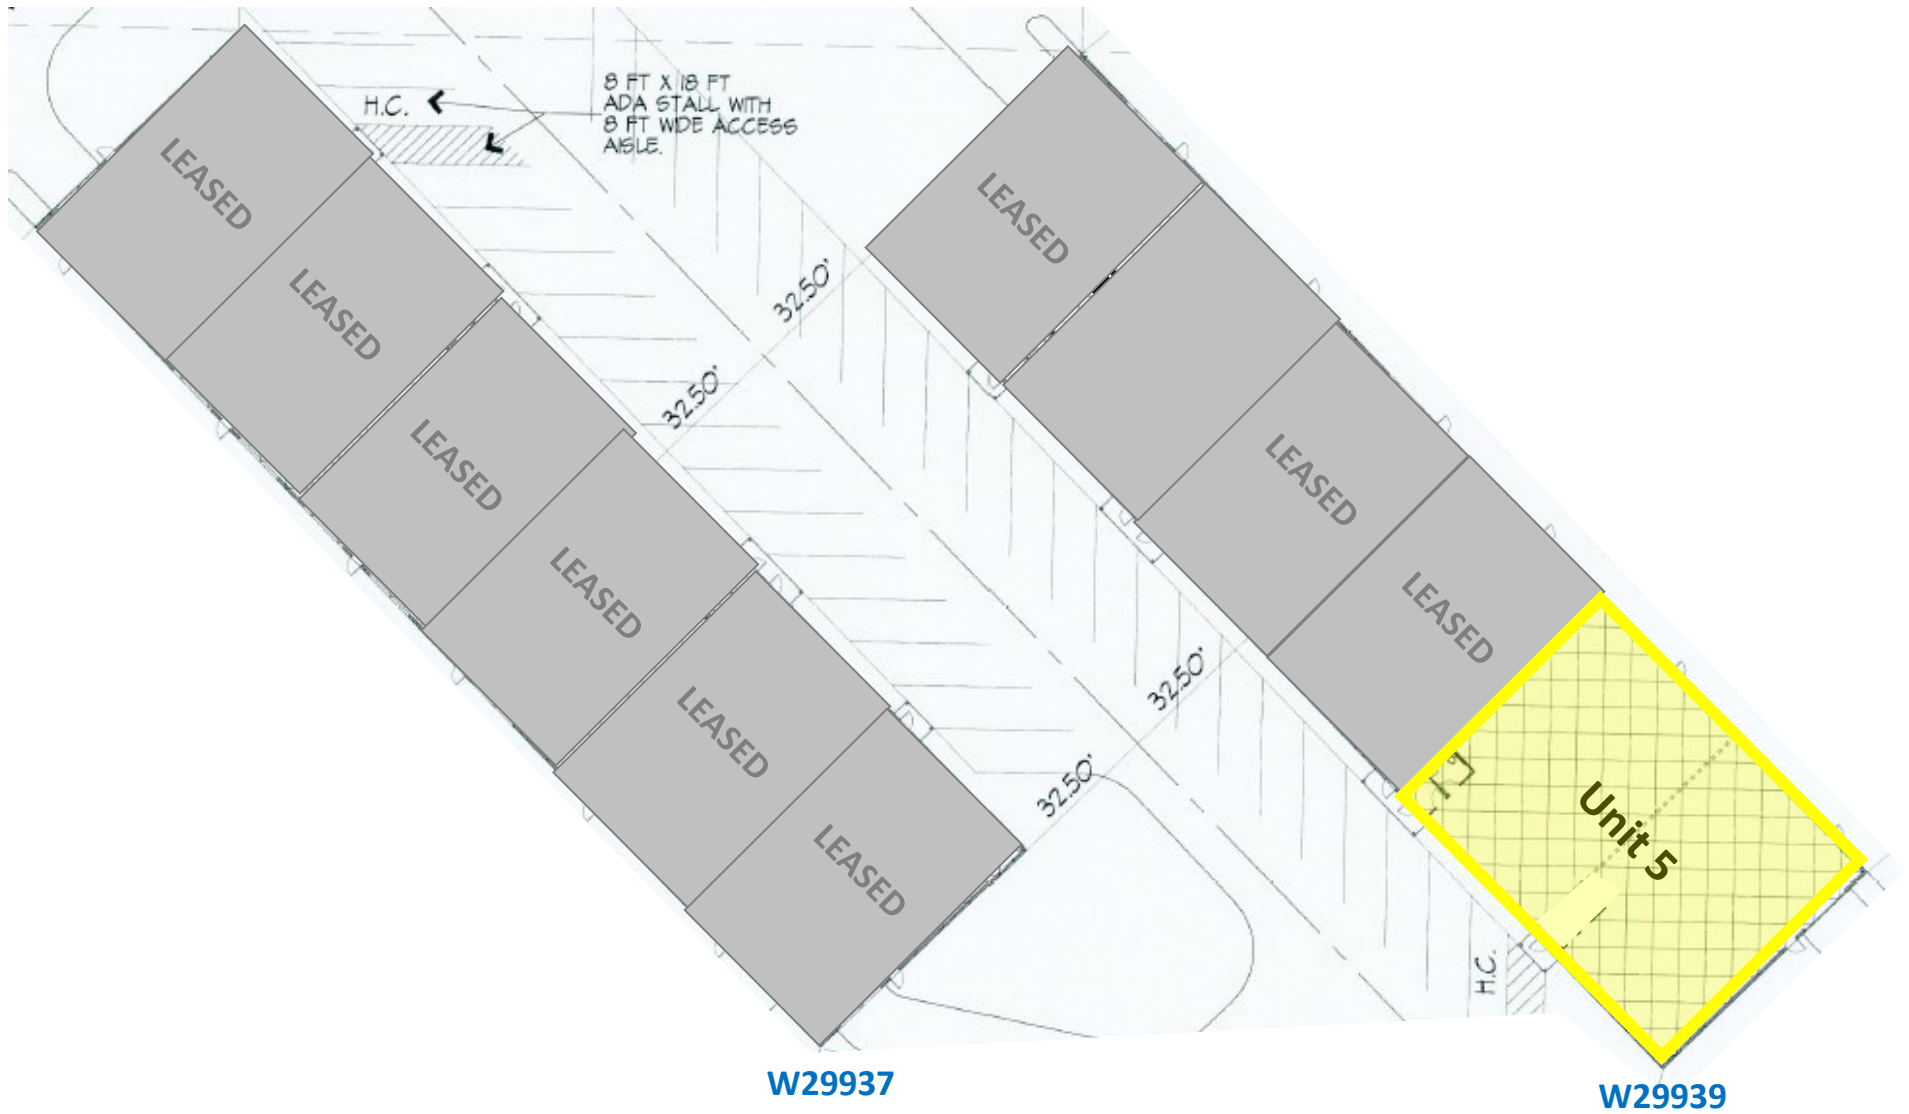 8 FT X 18 FT
ADA STALL WITH
8 FT WIDE ACCESS
AISLE.
H.C.
LEASED
LEASED
LEASED
LEASED
LEASED
LEASED
32.50'
32.50'
32.50'
32.50'
LEASED
LEASED
LEASED
Unit 5
H.C.
W29937
W29939